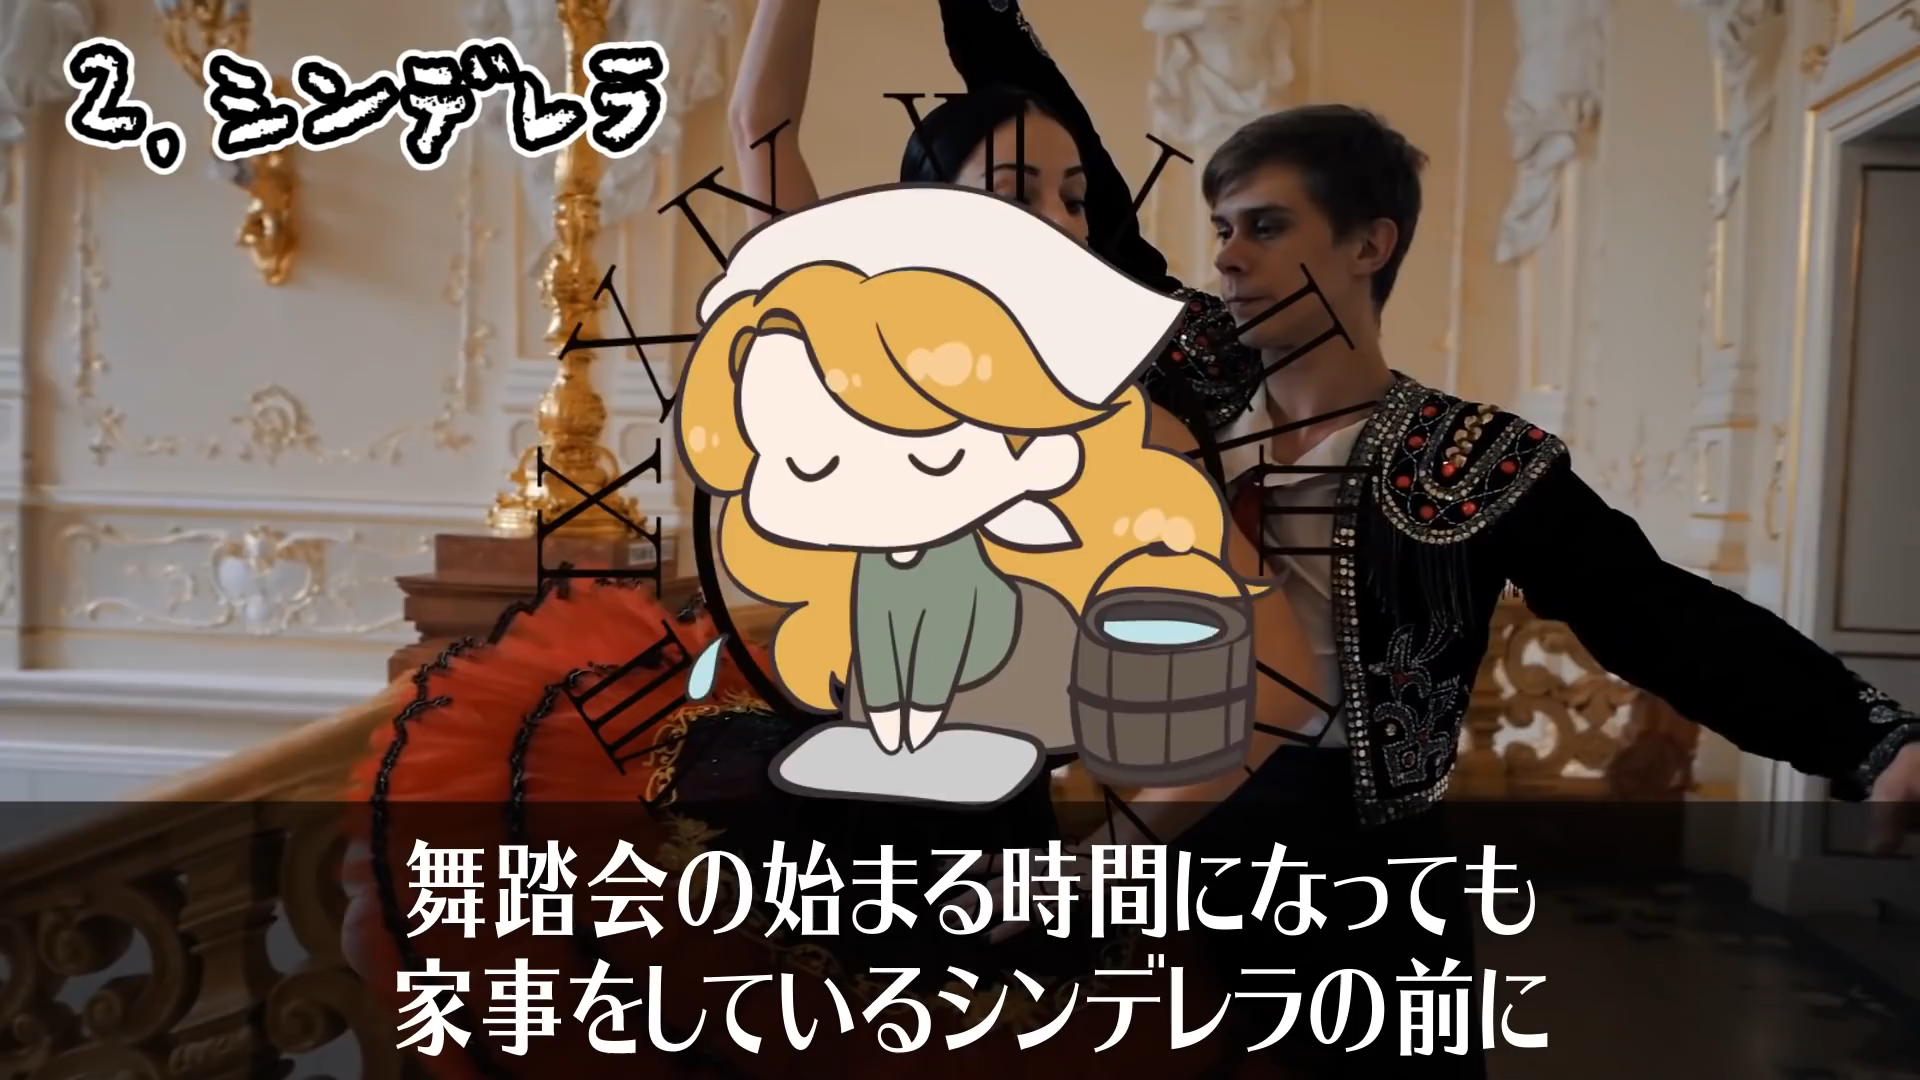 2.シンデレラ
舞踏会の始まる時間になっても
家事をしているシンデレラの前に